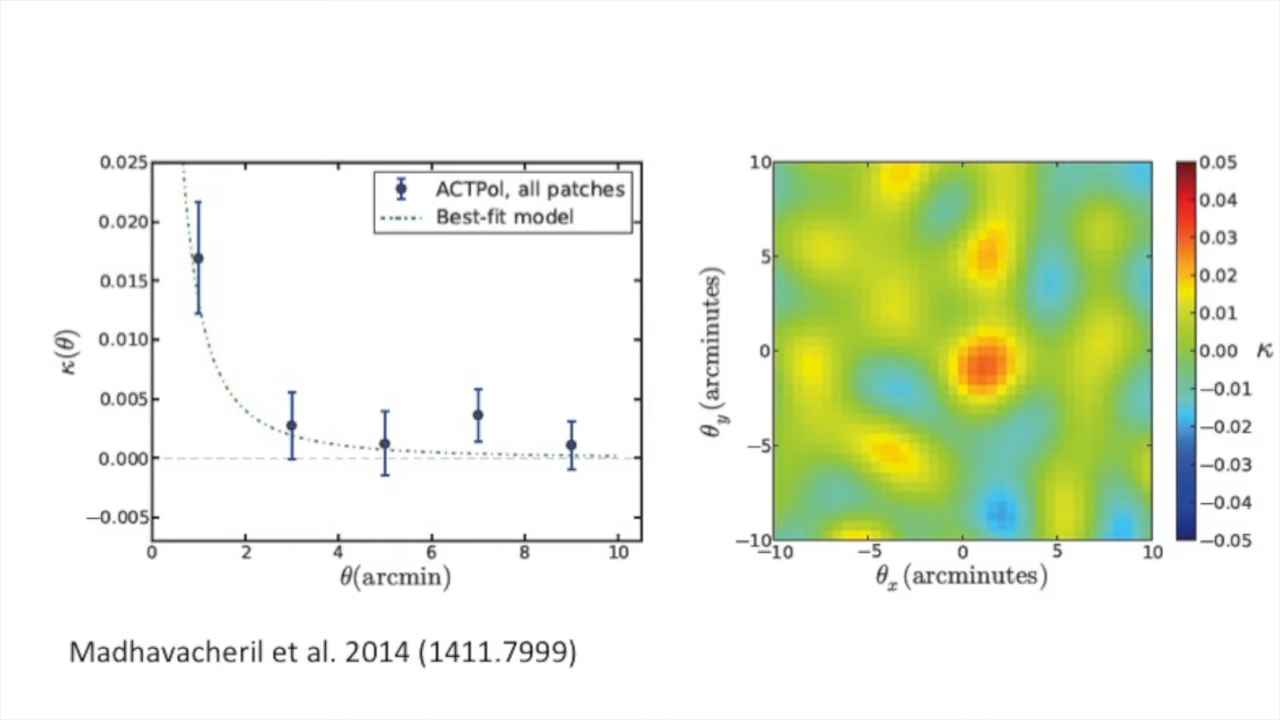 0.025
0.020
0.015
0.010
0.005
0.000
−0.005
κ(θ)
0 2 4 6 8 10
θ(arcmin)
ACTPol, all patches
Best-fit model
10
5
0
−5
−10
θy (arcminutes)
−10 −5 0 5 10
θx (arcminutes)
0.05
0.04
0.03
0.02
0.01
0.00
−0.01
−0.02
−0.03
−0.04
−0.05
κ
Madhavacheril et al. 2014 (1411.7999)